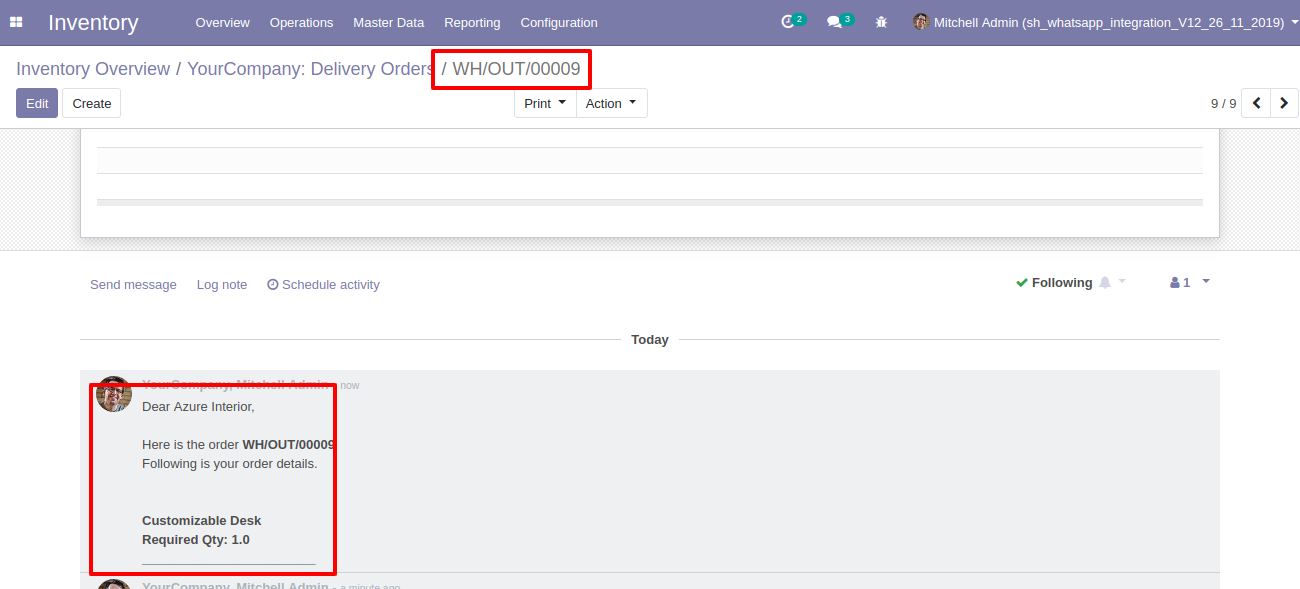 Inventory Overview Operations Master Data Reporting Configuration 2 3 Mitchell Admin (sh_whatsapp_integration_V12_26_11_2019)
Inventory Overview / YourCompany: Delivery Orders / WH/OUT/00009
Edit Create Print Action 9 / 9
Send message Log note Schedule activity Following 1
Today
YourCompany, Mitchell Admin - now
Dear Azure Interior,
Here is the order WH/OUT/00009
Following is your order details.
Customizable Desk
Required Qty: 1.0
YourCompany, Mitchell Admin - a minute ago